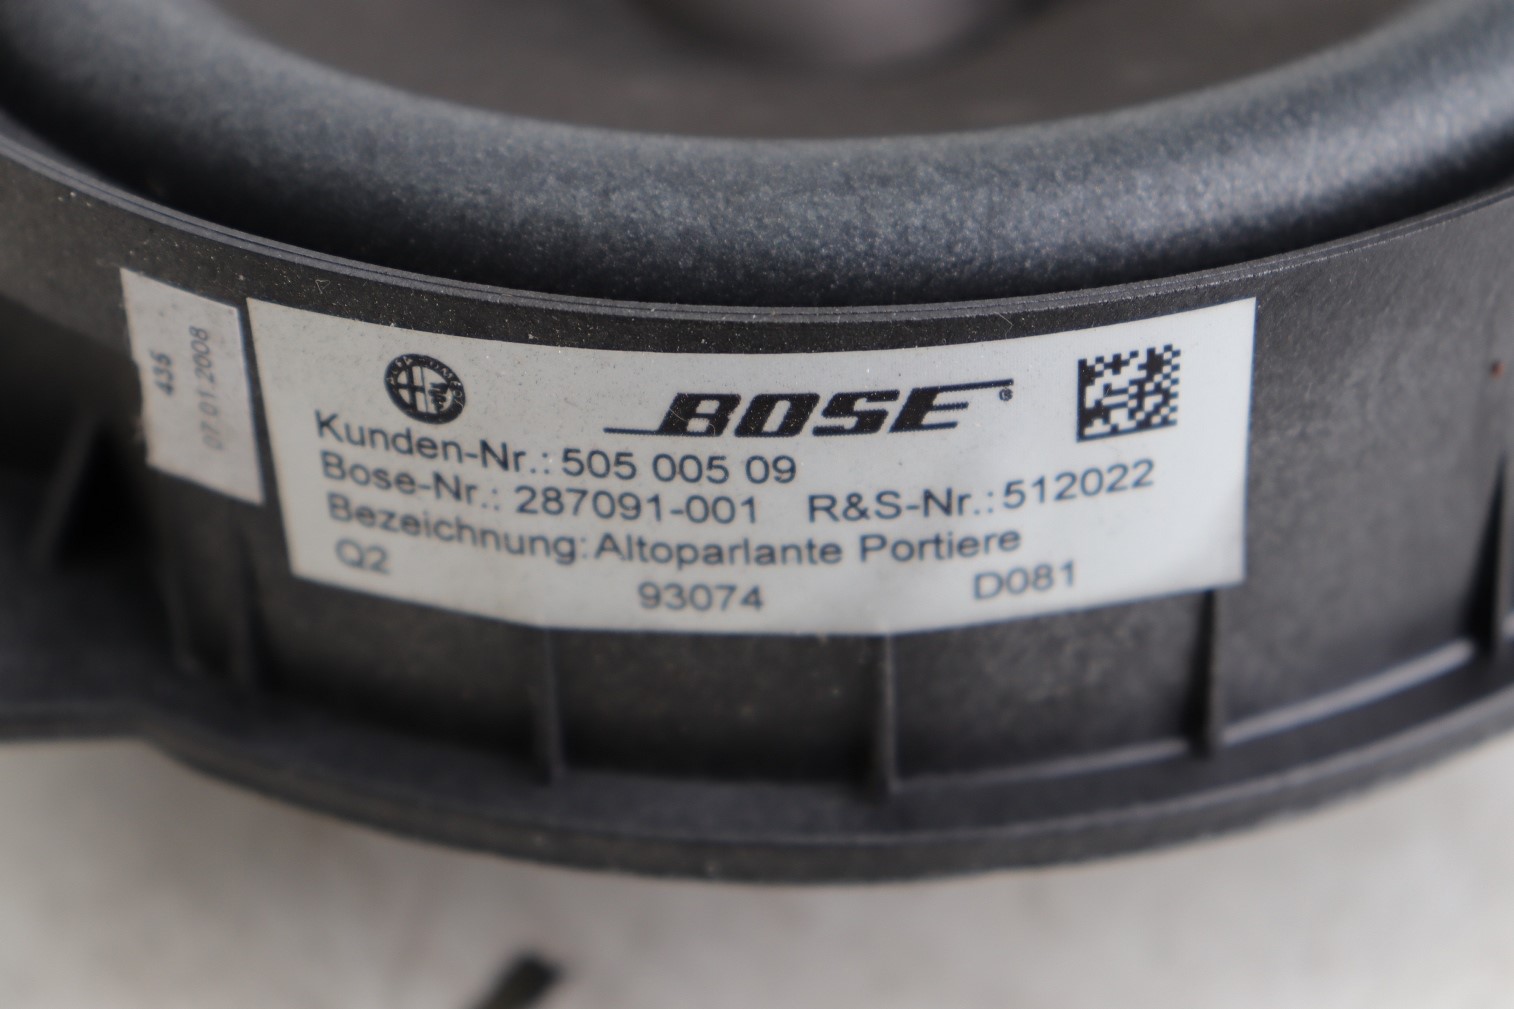 435
07.01.2008
BOSE®
Kunden-Nr.: 505 005 09
Bose-Nr.: 287091-001 R&S-Nr.: 512022
Bezeichnung: Altoparlante Portiere
Q2 93074 D081